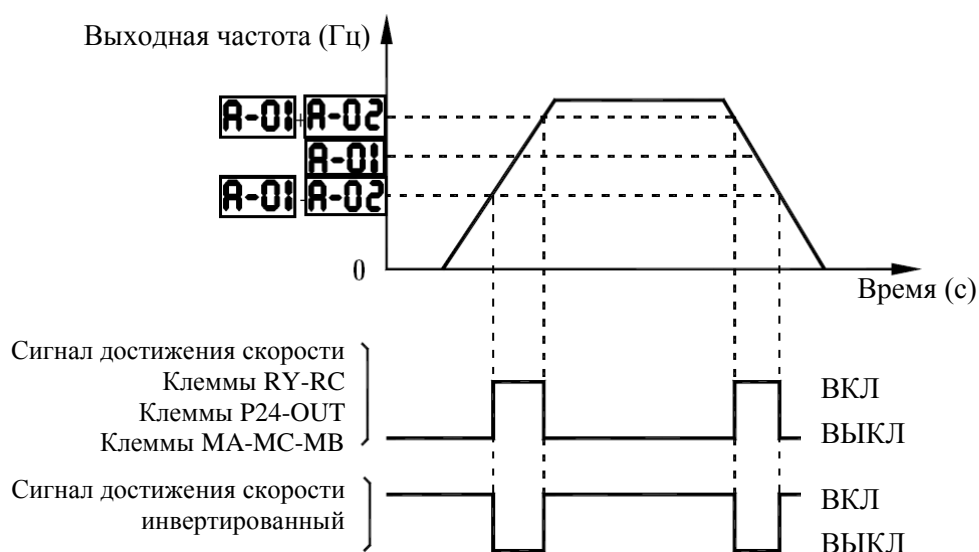 Выходная частота (Гц)
A-01+A-02
A-01
A-01-A-02
0
Время (с)
Сигнал достижения скорости
Клеммы RY-RC
Клеммы P24-OUT
Клеммы MA-MC-MB
ВКЛ
ВЫКЛ
Сигнал достижения скорости
инвертированный
ВКЛ
ВЫКЛ